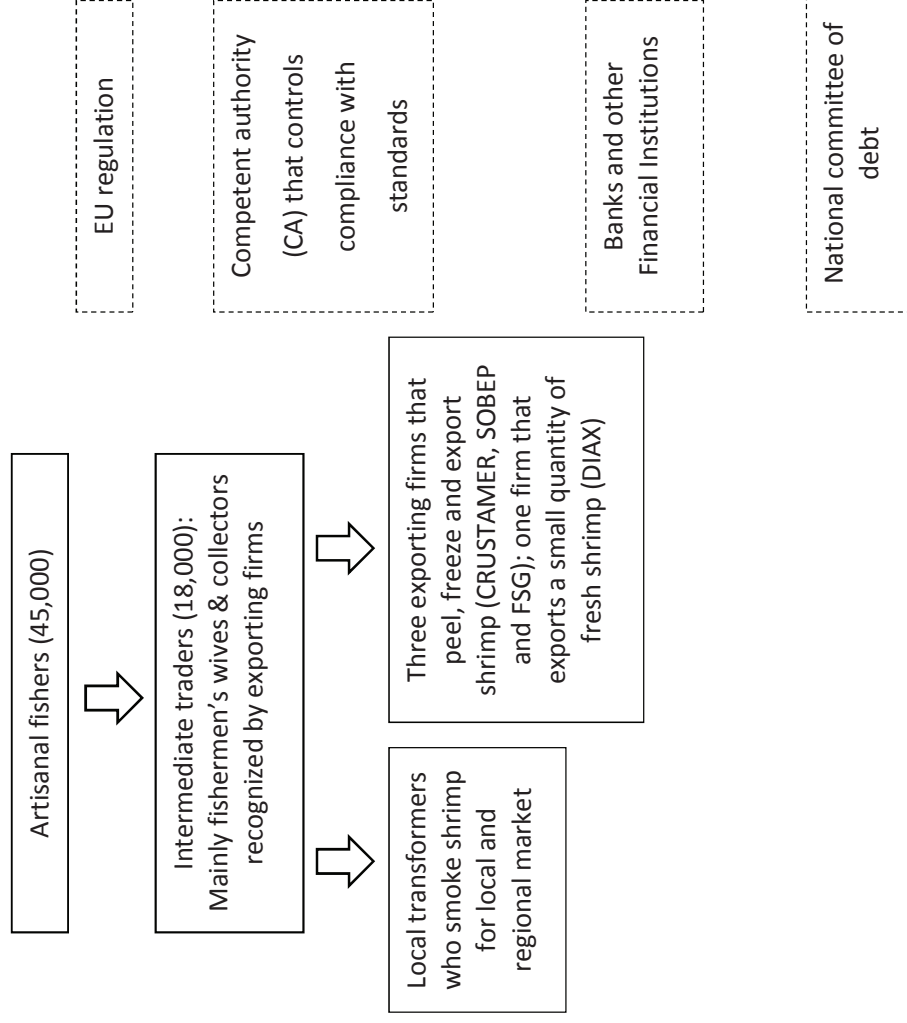 Artisanal fishers (45,000)
Intermediate traders (18,000):
Mainly fishermen's wives & collectors
recognized by exporting firms
Local transformers
who smoke shrimp
for local and
regional market
Three exporting firms that
peel, freeze and export
shrimp (CRUSTAMER, SOBEP
and FSG); one firm that
exports a small quantity of
fresh shrimp (DIAX)
EU regulation
Competent authority
(CA) that controls
compliance with
standards
Banks and other
Financial Institutions
National committee of
debt